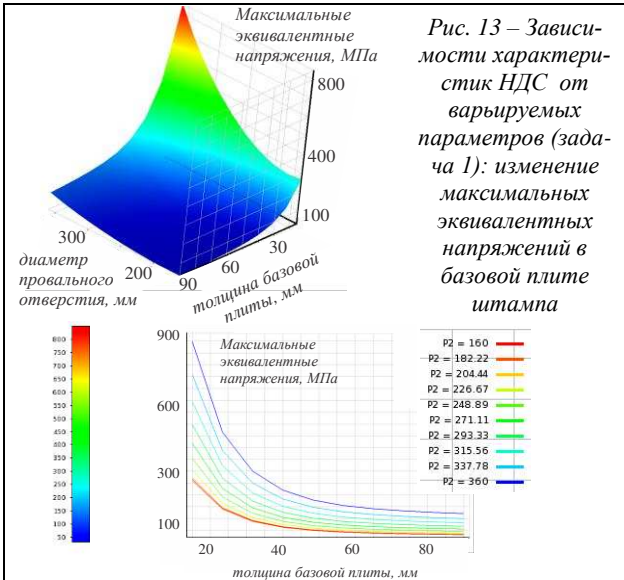 Максимальные
эквивалентные
напряжения, МПа
800
400
100
300
200
90
60
30
диаметр
провального
отверстия, мм
толщина базовой
плиты, мм
Рис. 13 – Зависи-
мости характери-
стик НДС от
варьируемых
параметров (зада-
ча 1): изменение
максимальных
эквивалентных
напряжений в
базовой плите
штампа
800
750
700
650
600
550
500
450
400
350
300
250
200
150
100
50
900
600
300
100
Максимальные
эквивалентные
напряжения, МПа
20
40
60
80
толщина базовой плиты, мм
P2 = 160
P2 = 182.22
P2 = 204.44
P2 = 226.67
P2 = 248.89
P2 = 271.11
P2 = 293.33
P2 = 315.56
P2 = 337.78
P2 = 360